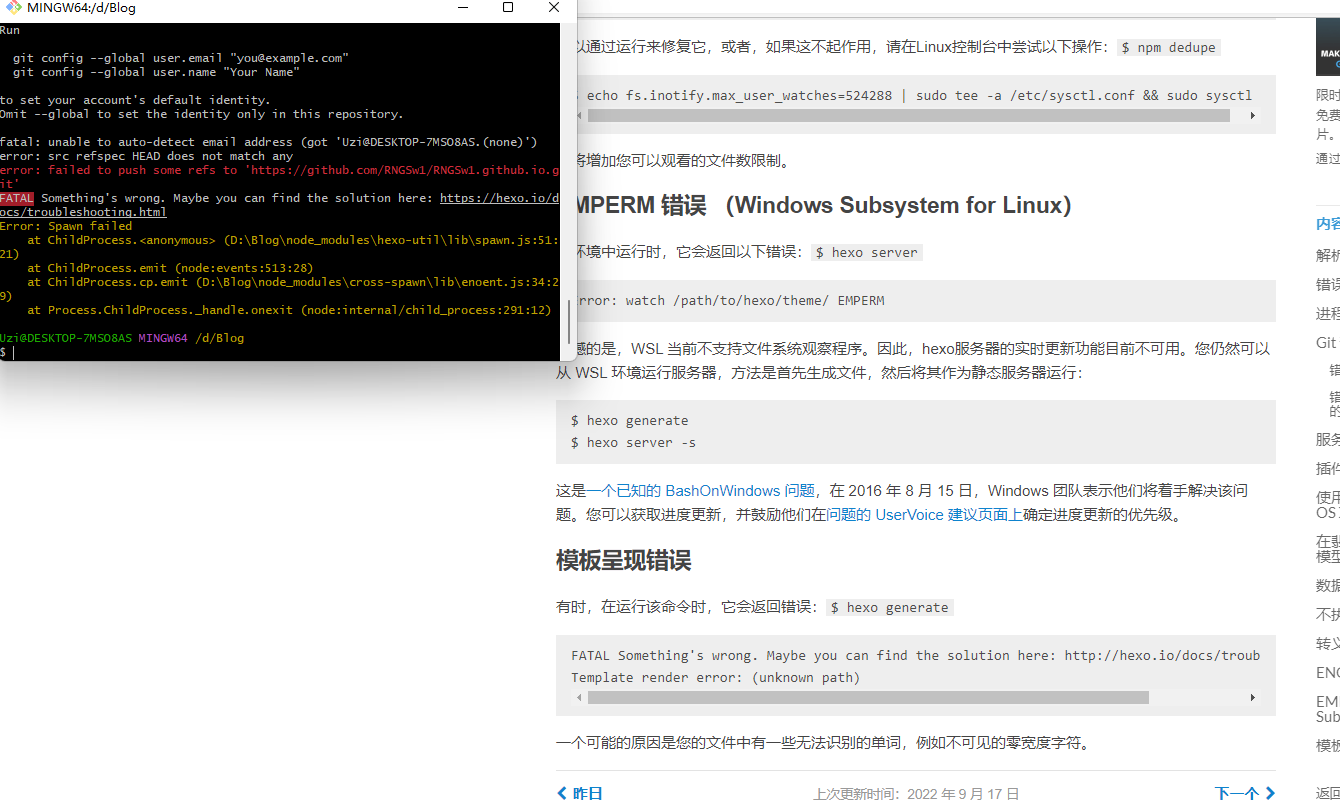 MINGW64:/d/Blog
Run
git config --global user.email "you@example.com"
git config --global user.name "Your Name"
to set your account's default identity.
Omit --global to set the identity only in this repository.
fatal: unable to auto-detect email address (got 'Uzi@DESKTOP-7MSO8AS.(none)')
error: src refspec HEAD does not match any
error: failed to push some refs to 'https://github.com/RNGSw1/RNGSw1.github.io.g
it'
FATAL Something's wrong. Maybe you can find the solution here: https://hexo.io/d
ocs/troubleshooting.html
Error: Spawn failed
at ChildProcess.<anonymous> (D:\Blog\node_modules\hexo-util\lib\spawn.js:51:
21)
at ChildProcess.emit (node:events:513:28)
at ChildProcess.cp.emit (D:\Blog\node_modules\cross-spawn\lib\enoent.js:34:2
9)
at Process.ChildProcess._handle.onexit (node:internal/child_process:291:12)
Uzi@DESKTOP-7MSO8AS MINGW64 /d/Blog
$
以通过运行来修复它，或者，如果这不起作用，请在Linux控制台中尝试以下操作： $ npm dedupe
echo fs.inotify.max_user_watches=524288 | sudo tee -a /etc/sysctl.conf && sudo sysctl
将增加您可以观看的文件数限制。
MPERM 错误 （Windows Subsystem for Linux）
环境中运行时，它会返回以下错误： $ hexo server
rror: watch /path/to/hexo/theme/ EMPERM
憾的是，WSL 当前不支持文件系统观察程序。因此，hexo服务器的实时更新功能目前不可用。您仍然可以
从 WSL 环境运行服务器，方法是首先生成文件，然后将其作为静态服务器运行：
$ hexo generate
$ hexo server -s
这是一个已知的 BashOnWindows 问题，在 2016 年 8 月 15 日，Windows 团队表示他们将着手解决该问
题。您可以获取进度更新，并鼓励他们在问题的 UserVoice 建议页面上确定进度更新的优先级。
模板呈现错误
有时，在运行该命令时，它会返回错误： $ hexo generate
FATAL Something's wrong. Maybe you can find the solution here: http://hexo.io/docs/troub
Template render error: (unknown path)
一个可能的原因是您的文件中有一些无法识别的单词，例如不可见的零宽度字符。
昨日
上次更新时间：2022 年 9 月 17 日
下一个
MAK
限时
免费
片。
通过
内容
解析
错误
进程
Git
错
错
的
服务
插件
使用
OS
在
模型
数据
不执
转义
ENO
EM
Sub
模板
返回